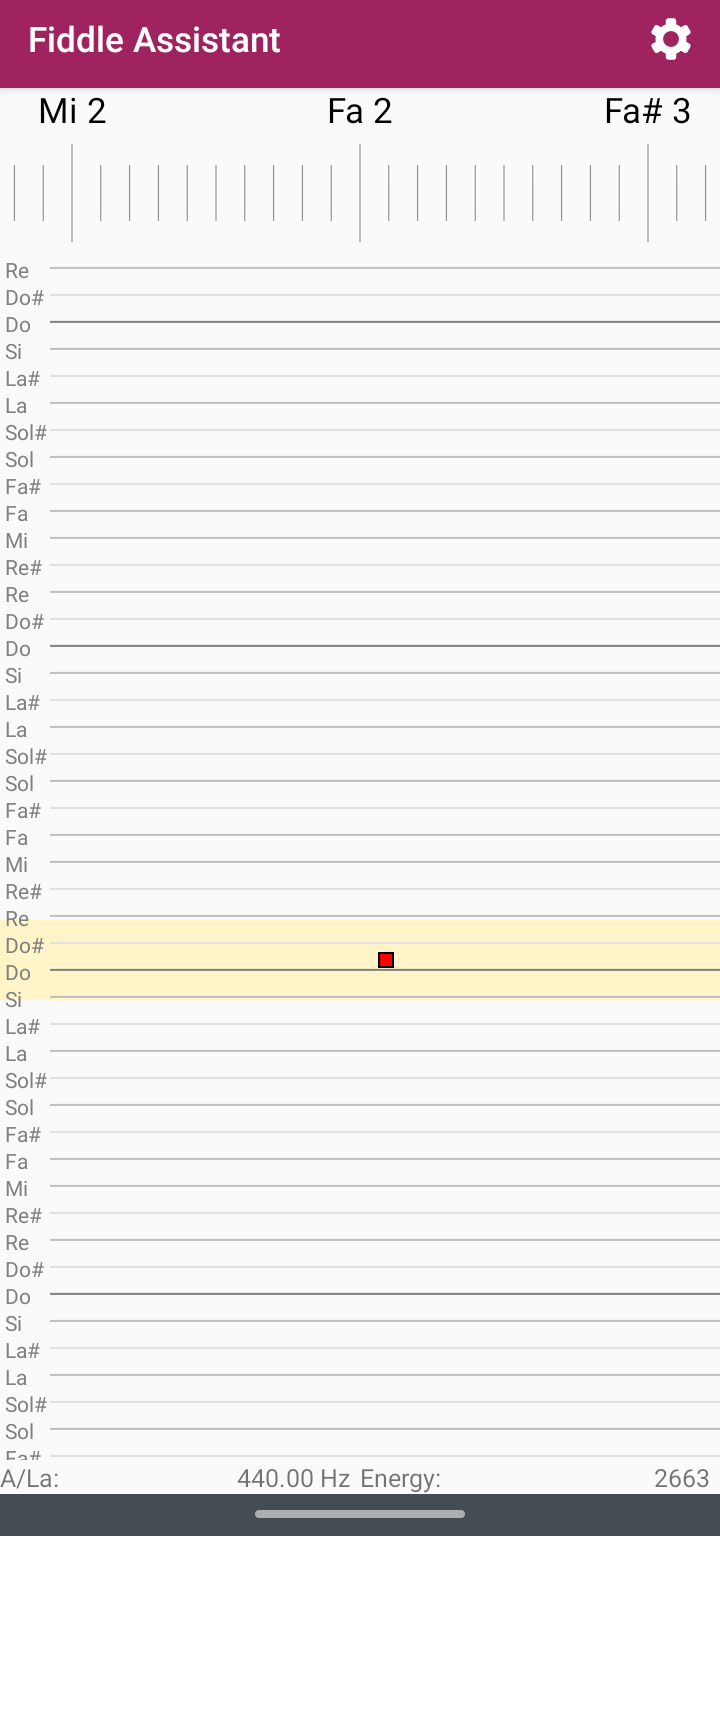 Fiddle Assistant
Mi 2 Fa 2 Fa# 3
Re
Do#
Do
Si
La#
La
Sol#
Sol
Fa#
Fa
Mi
Re#
Re
Do#
Do
Si
La#
La
Sol#
Sol
Fa#
Fa
Mi
Re#
Re
Do#
Do
Si
La#
La
Sol#
Sol
Fa#
Fa
Mi
Re#
Re
Do#
Do
Si
La#
La
Sol#
Sol
Fa#
A/La: 440.00 Hz Energy: 2663